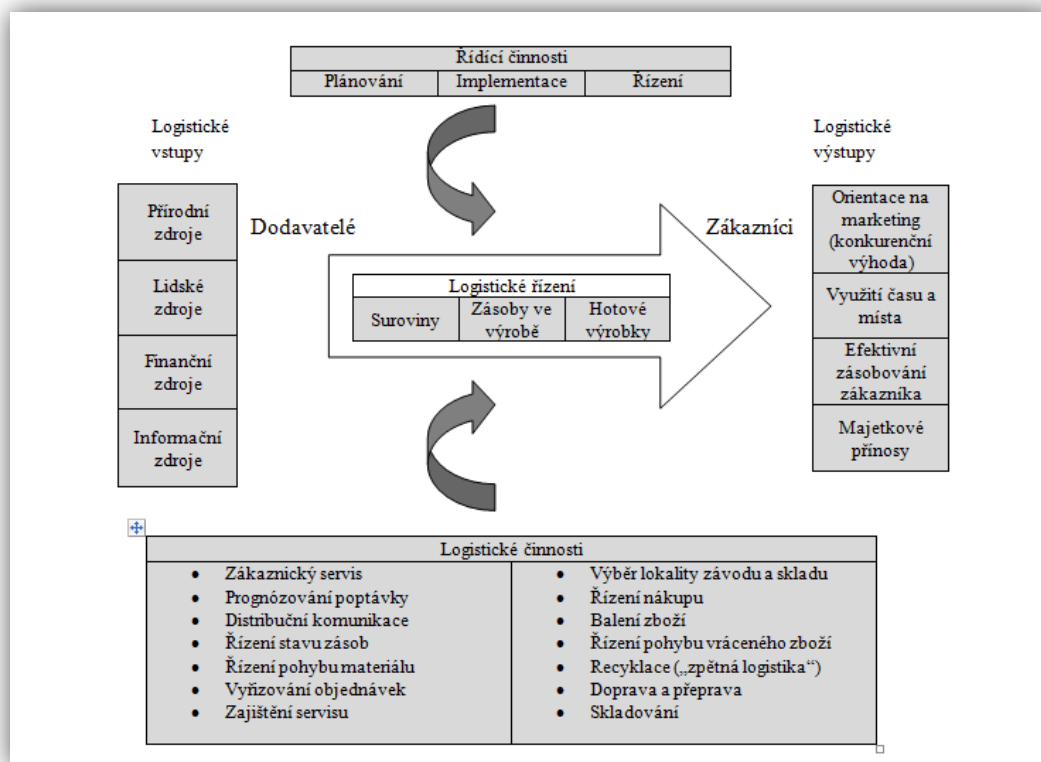 Řídící činnosti
Plánování
Implementace
Řízení
Logistické
vstupy
Logistické
výstupy
Přírodní
zdroje
Lidské
zdroje
Finanční
zdroje
Informační
zdroje
Dodavatelé
Zákazníci
Logistické řízení
Suroviny
Zásoby ve
výrobě
Hotové
výrobky
Orientace na
marketing
(konkurenční
výhoda)
Využití času a
místa
Efektivní
zásobování
zákazníka
Majetkové
přínosy
Logistické činnosti
• Zákaznický servis
• Prognózování poptávky
• Distribuční komunikace
• Řízení stavu zásob
• Řízení pohybu materiálu
• Vyřizování objednávek
• Zajištění servisu
• Výběr lokality závodu a skladu
• Řízení nákupu
• Balení zboží
• Řízení pohybu vráceného zboží
• Recyklace („zpětná logistika“)
• Doprava a přeprava
• Skladování